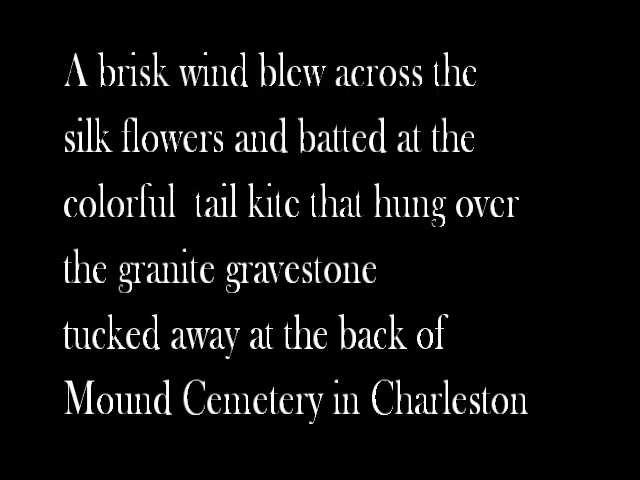 A brisk wind blew across the
silk flowers and batted at the
colorful  tail kite that hung over
the granite gravestone
tucked away at the back of
Mound Cemetery in Charleston